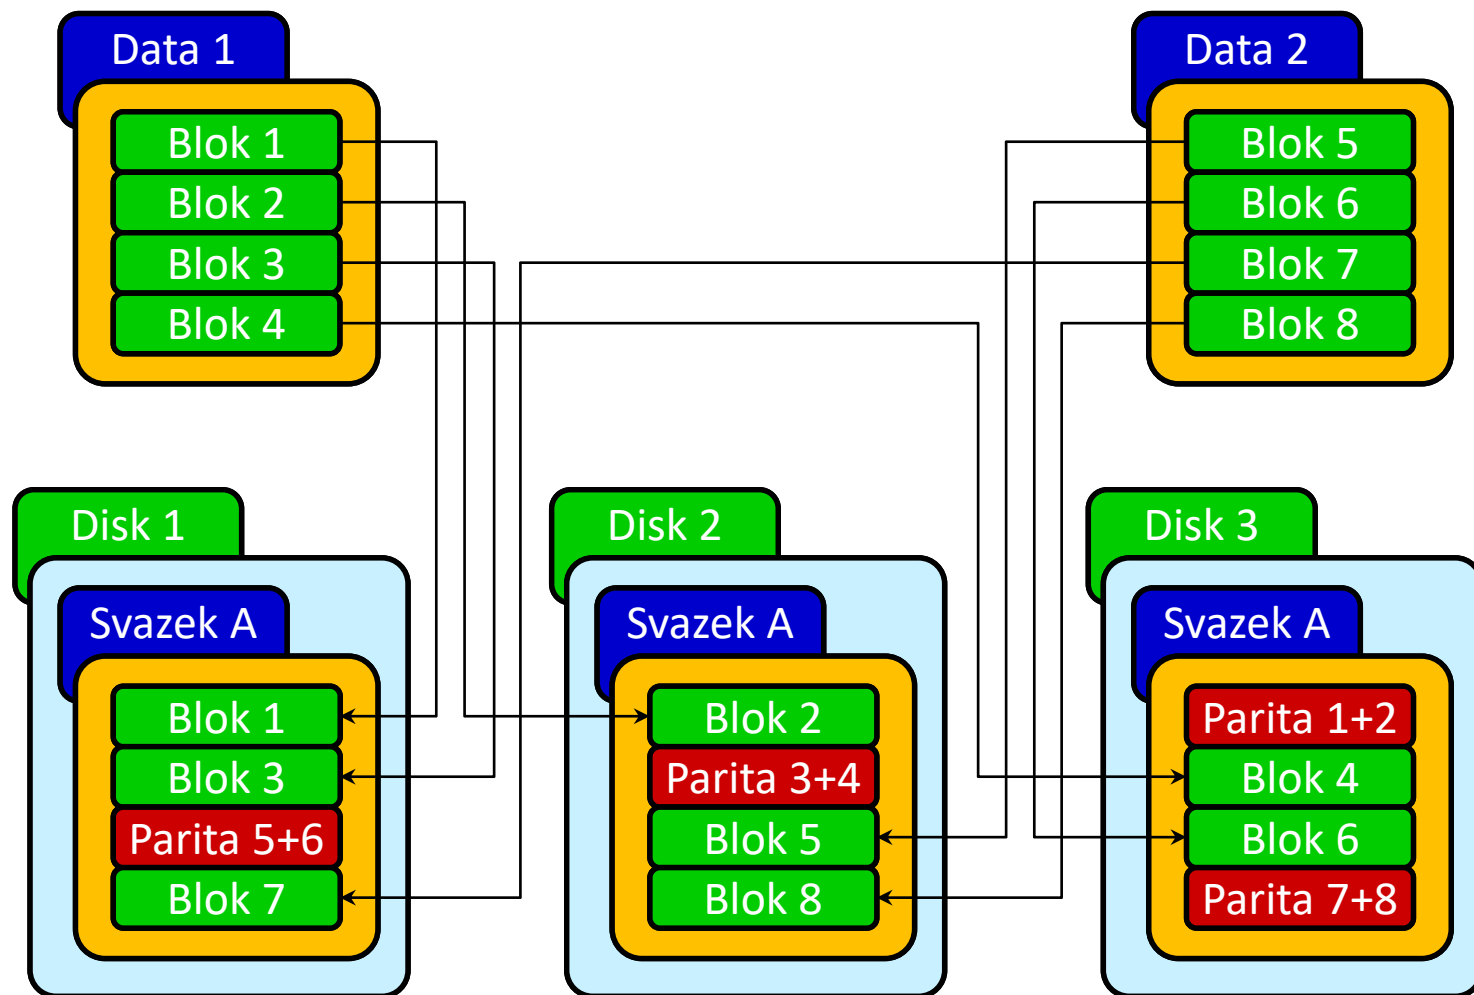 Data 1
Blok 1
Blok 2
Blok 3
Blok 4
Data 2
Blok 5
Blok 6
Blok 7
Blok 8
Disk 1
Svazek A
Blok 1
Blok 3
Parita 5+6
Blok 7
Disk 2
Svazek A
Blok 2
Parita 3+4
Blok 5
Blok 8
Disk 3
Svazek A
Parita 1+2
Blok 4
Blok 6
Parita 7+8